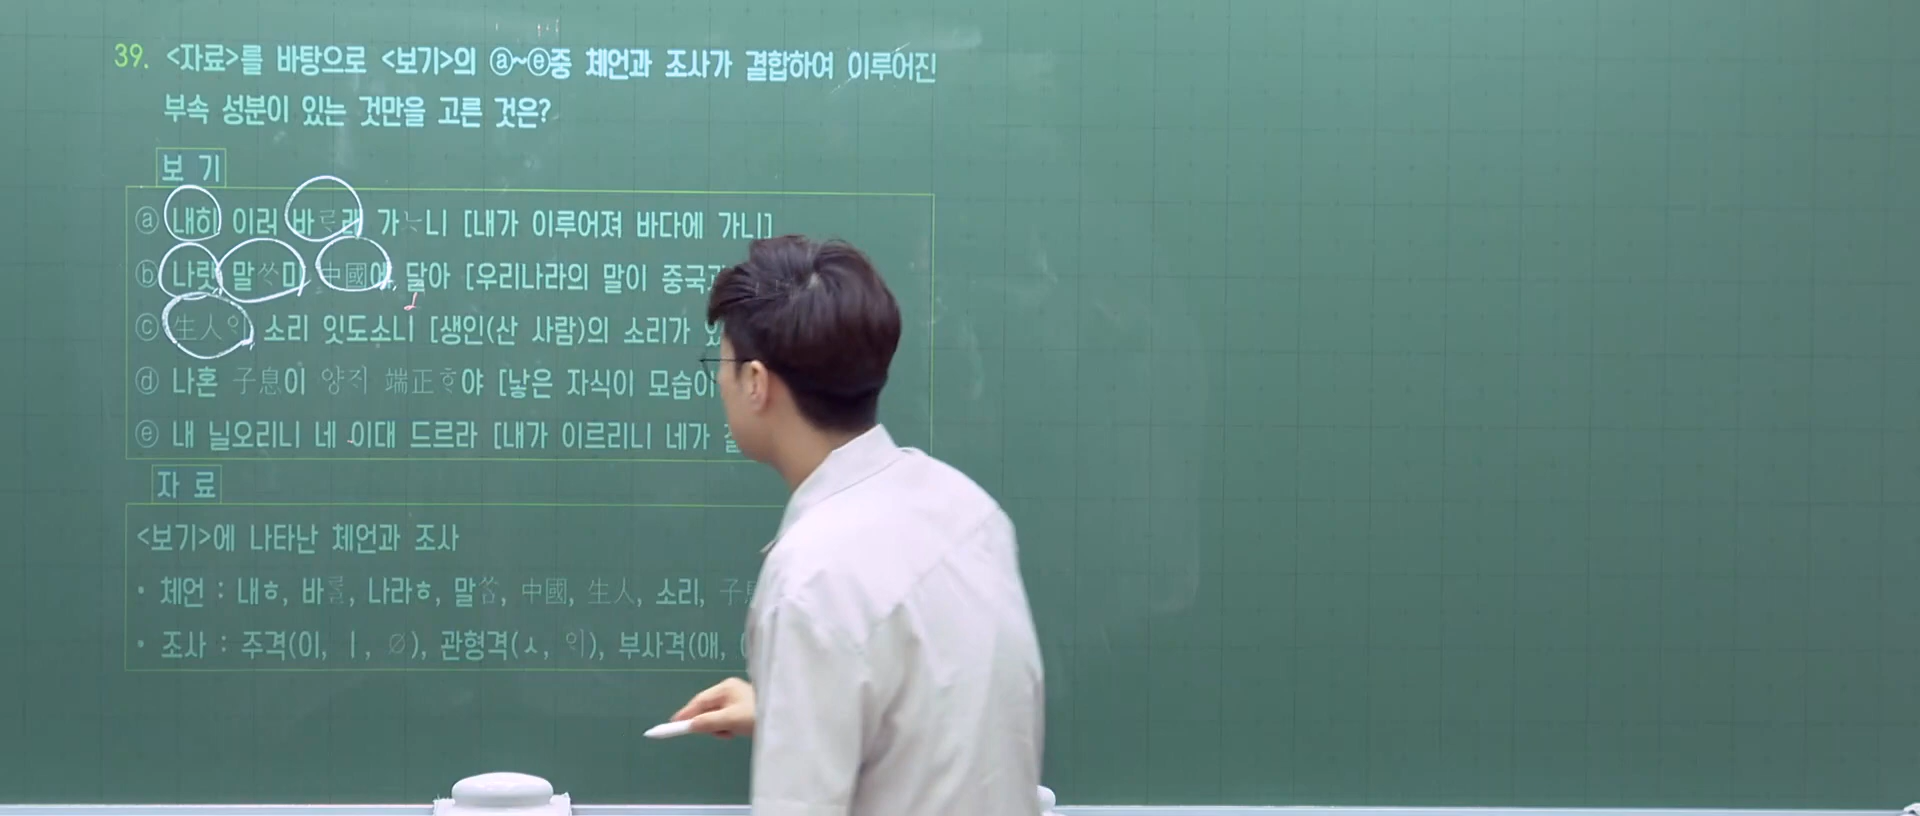 39. <자료>를 바탕으로 <보기>의 ⓐ~ⓔ중 체언과 조사가 결합하여 이루어진
부속 성분이 있는 것만을 고른 것은?
보 기
ⓐ 내히 이러 바ᄅᆞ래 가ᄂᆞ니 [내가 이루어져 바다에 가니]
ⓑ 나랏 말ᄊᆞ미 中國에 달아 [우리나라의 말이
ⓒ 生人ᄋᆡ 소리 잇도소니 [생인(산 사람)의 소리가
ⓓ 나혼 子息이 양ᄌᆡ 端正ᄒᆞ야 [낳은 자식이
ⓔ 내 닐오리니 네 이대 드르라 [내가 이르리니 네가
자 료
<보기>에 나타난 체언과 조사
• 체언 : 내ㅎ, 바ᄅᆞᆯ, 나라ㅎ, 말ᄊᆞᆷ, 中國, 生人, 소리,
• 조사 : 주격(이, ㅣ, ∅), 관형격(ㅅ, ᄋᆡ), 부사격(애,